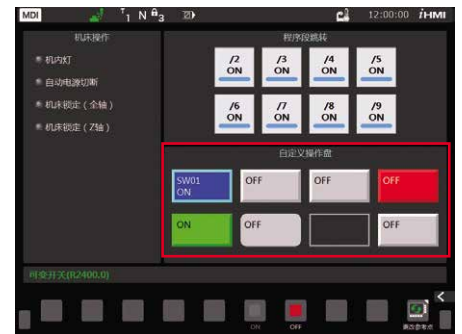 MDI T1 N 3 12:00:00 iHMI
机床操作
机内灯
自动电源切断
机床锁定(全轴)
机床锁定(Z轴)
程序段跳转
/2 ON /3 ON /4 ON /5 ON
/6 ON /7 ON /8 ON /9 ON
自定义操作盘
SW01 ON
OFF
OFF
OFF
ON
OFF
OFF
可变开关(R2400.0)
ON OFF